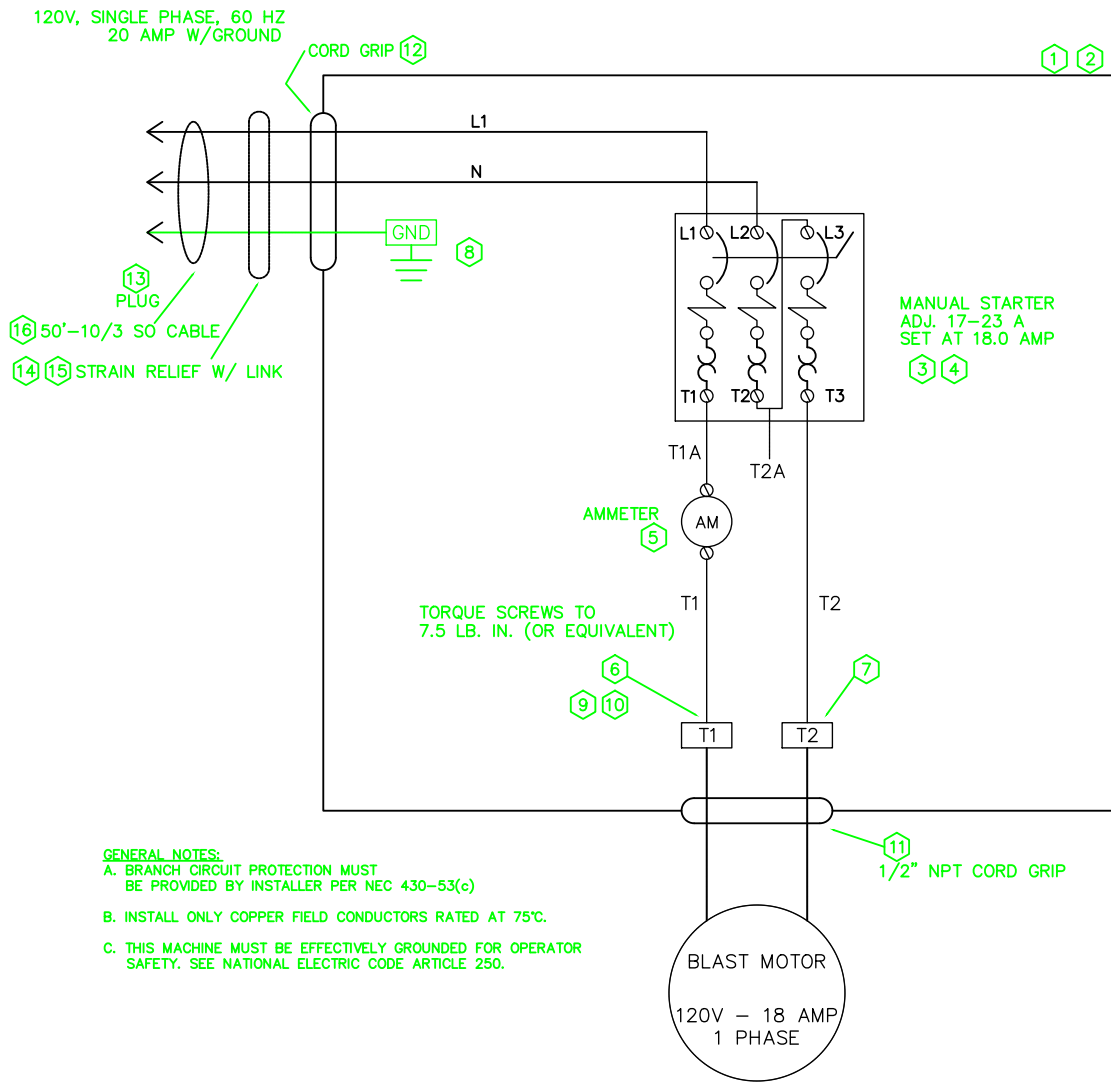 120V, SINGLE PHASE, 60 HZ
20 AMP W/GROUND
CORD GRIP 12
1 2
L1
N
GND
8
L1 L2 L3
13
PLUG
16 50'-10/3 SO CABLE
14 15 STRAIN RELIEF W/ LINK
MANUAL STARTER
ADJ. 17-23 A
SET AT 18.0 AMP
3 4
T1 T2 T3
T1A
T2A
AMMETER
5
AM
T1
T2
TORQUE SCREWS TO
7.5 LB. IN. (OR EQUIVALENT)
6
7
9 10
T1
T2
11
1/2" NPT CORD GRIP
GENERAL NOTES:
A. BRANCH CIRCUIT PROTECTION MUST
BE PROVIDED BY INSTALLER PER NEC 430-53(c)
B. INSTALL ONLY COPPER FIELD CONDUCTORS RATED AT 75°C.
C. THIS MACHINE MUST BE EFFECTIVELY GROUNDED FOR OPERATOR
SAFETY. SEE NATIONAL ELECTRIC CODE ARTICLE 250.
BLAST MOTOR
120V - 18 AMP
1 PHASE